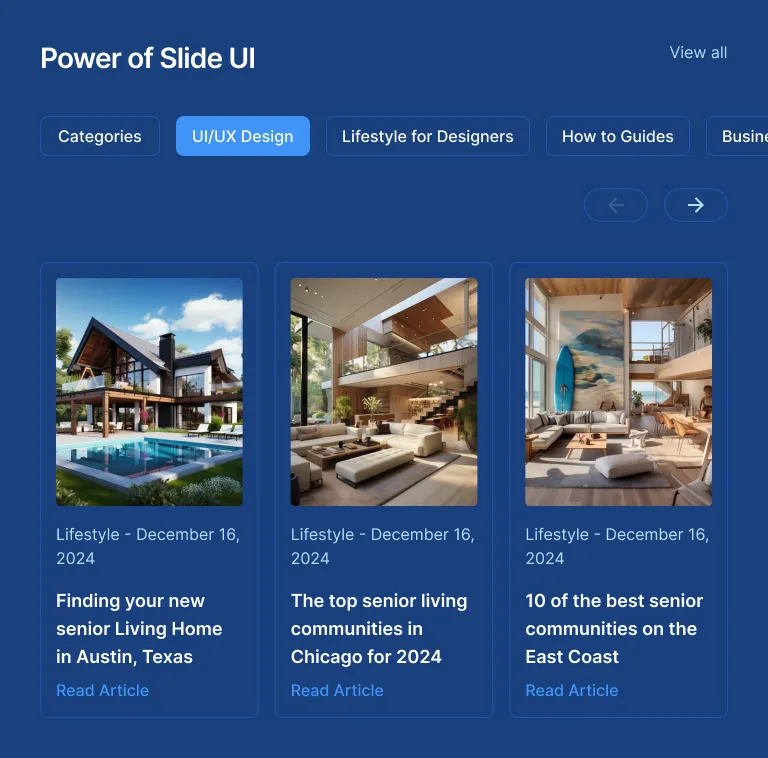 Power of Slide UI
View all
Categories
UI/UX Design
Lifestyle for Designers
How to Guides
Busine
Lifestyle - December 16,
2024
Finding your new
senior Living Home
in Austin, Texas
Read Article
Lifestyle - December 16,
2024
The top senior living
communities in
Chicago for 2024
Read Article
Lifestyle - December 16,
2024
10 of the best senior
communities on the
East Coast
Read Article